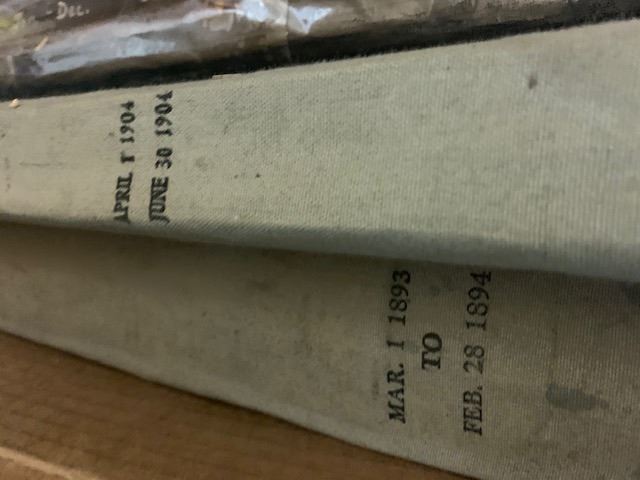 Dec.
APRIL 1 1904
JUNE 30 1904
MAR. 1 1893
TO
FEB. 28 1894